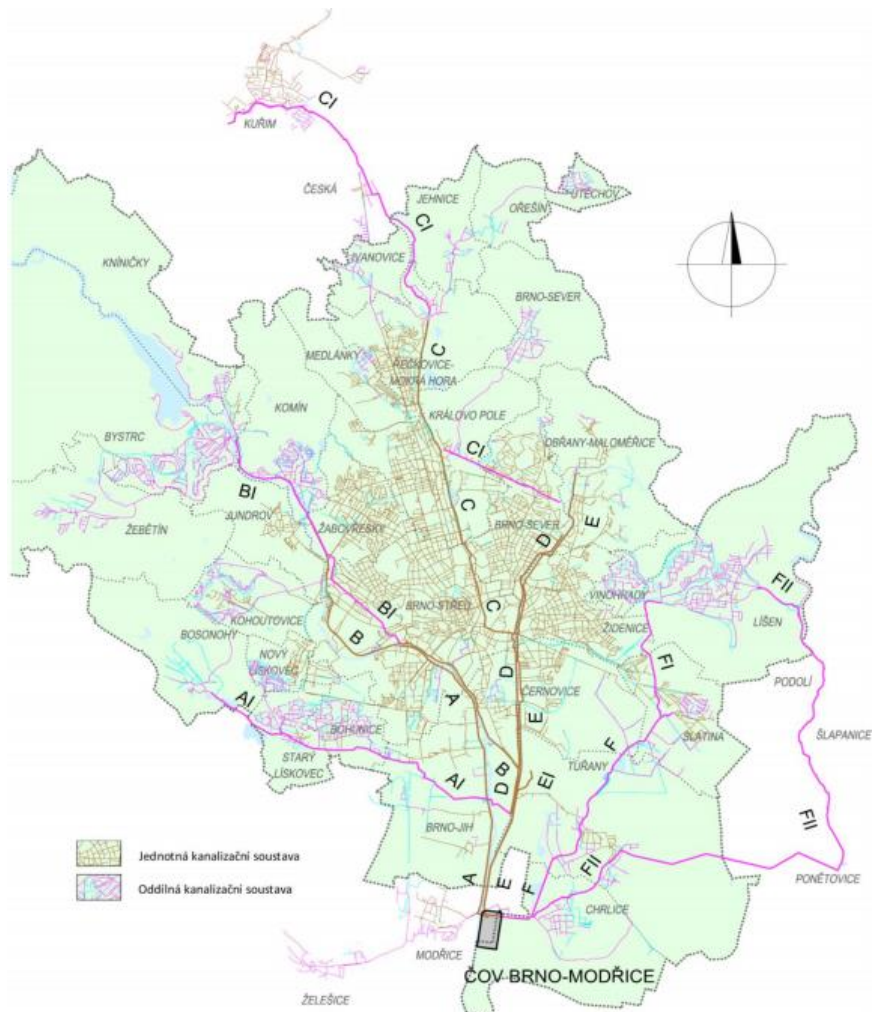 CI
KUŘIM
ČESKÁ
JEHNICE
ÚTĚCHOV
OŘEŠÍN
CI
IVANOVICE
KNÍNIČKY
BRNO-SEVER
MEDLÁNKY
C
ŘEČKOVICE-
MOKRÁ HORA
KOMÍN
KRÁLOVO POLE
BYSTRC
CI
OBŘANY-MALOMĚŘICE
BI
C
E
JUNDROV
ŽABOVŘESKY
BRNO-SEVER
D
ŽEBĚTÍN
VINOHRADY
FII
KOHOUTOVICE
BI
BRNO-STŘED
C
ŽIDENICE
LÍŠEN
BOSONOHY
B
NOVÝ
LÍSKOVEC
FI
D
PODOLÍ
AI
A
ČERNOVICE
E
BOHUNICE
SLATINA
ŠLAPANICE
STARÝ
LÍSKOVEC
F
TUŘANY
B
AI
D
EI
BRNO-JIH
FII
Jednotná kanalizační soustava
FII
A
E
F
PONĚTOVICE
Oddílná kanalizační soustava
CHRLICE
MODŘICE
ČOV BRNO-MODŘICE
ŽELEŠICE